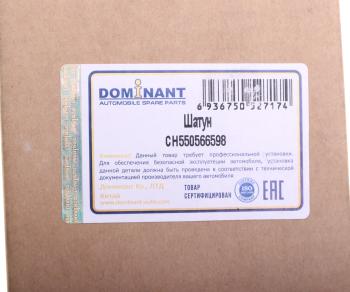 DOMINANT
AUTOMOBILE SPARE PARTS
6 936750 527174
Шатун
CH550566598
Внимание! Данный товар требует профессиональной установки.
Для обеспечения безопасной эксплуатации автомобиля, установка
данной детали должна быть проведена в соответствии с технической
документацией производителя вашего автомобиля
Доминант Ко., ЛТД
Китай
www.dominant-auto.com
ТОВАР
СЕРТИФИЦИРОВАН
ISO
EAC